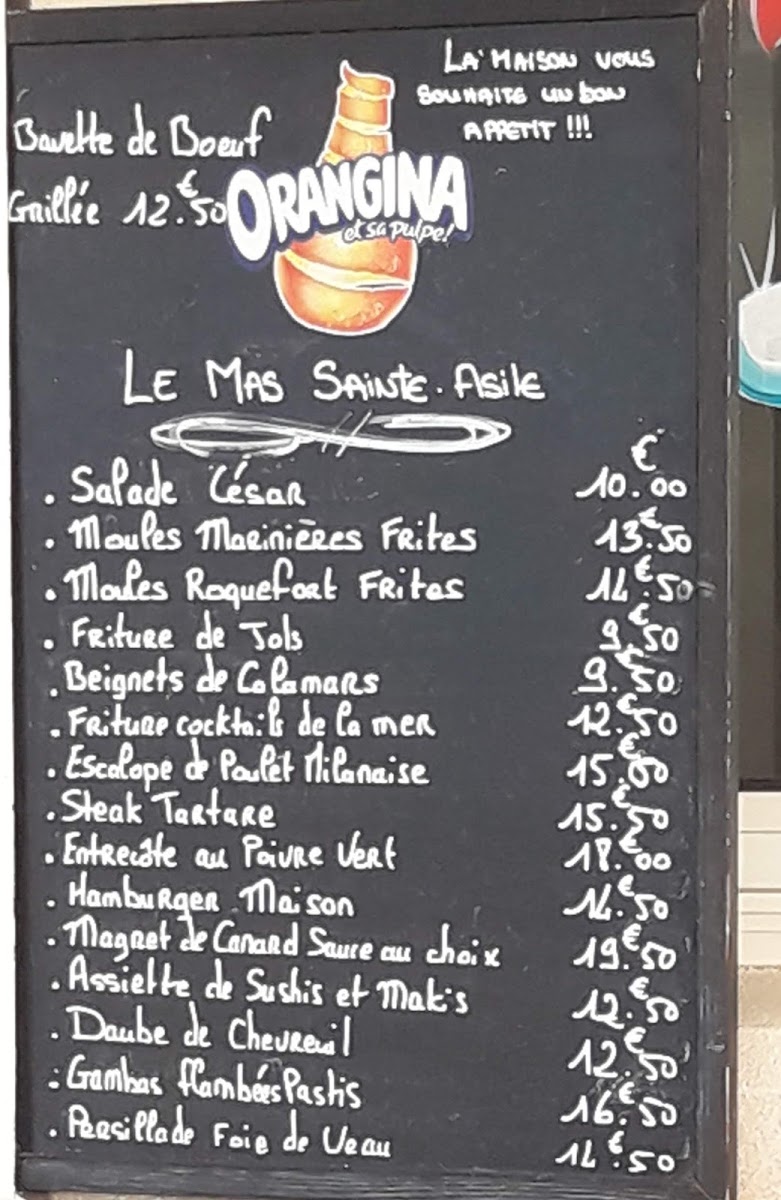 LA MAISON VOUS
SOUHAITE UN BON
APPETIT !!!
Bavette de Boeuf
Grillée 12.€50
ORANGINA
et sa pulpe!
LE MAS SAINTE-ASILE
. Salade César 10.€00
. Moules Marinières Frites 13.€50
. Moules Roquefort Frites 14.€50
. Friture de Jols 9.€50
. Beignets de Calamars 9.€50
. Friture cocktails de la mer 12.€50
. Escalope de Poulet Milanaise 15.€00
. Steak Tartare 15.€50
. Entrecôte au Poivre Vert 18.€00
. Hamburger Maison 14.€50
. Magret de Canard Sauce au choix 19.€50
. Assiette de Sushis et Makis 12.€50
. Daube de Chevreuil 12.€50
. Gambas flambées Pastis 16.€50
. Persillade Foie de Veau 14.€50